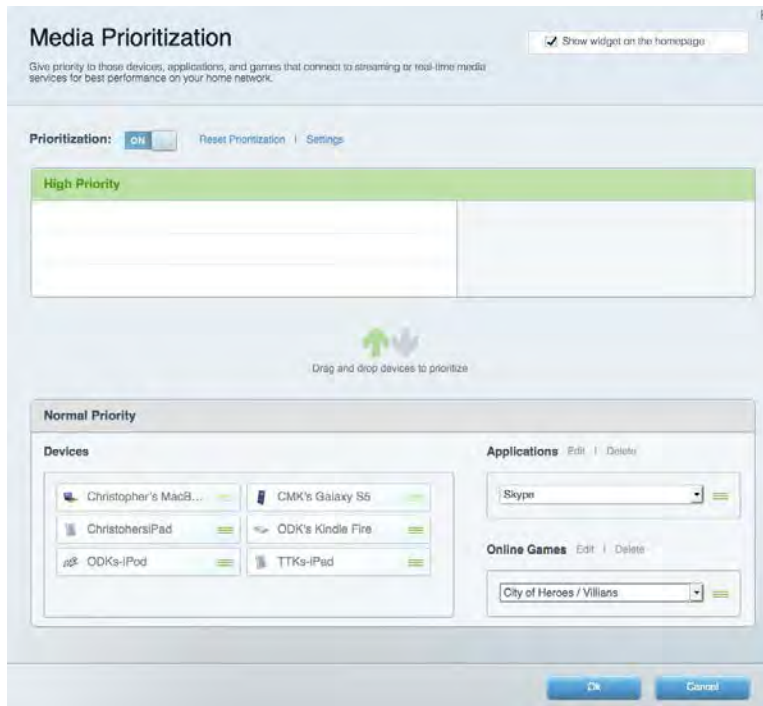 Media Prioritization
Show widget on the homepage
Give priority to those devices, applications, and games that connect to streaming or real-time media
services for best performance on your home network.
Prioritization: ON Reset Prioritization | Settings
High Priority
Drag and drop devices to prioritize
Normal Priority
Devices
Applications Edit | Delete
Christopher's MacB... CMK's Galaxy S5
Skype
ChristohersiPad ODK's Kindle Fire
ODKs-iPod TTKs-iPad
Online Games Edit | Delete
City of Heroes / Villians
Ok Cancel